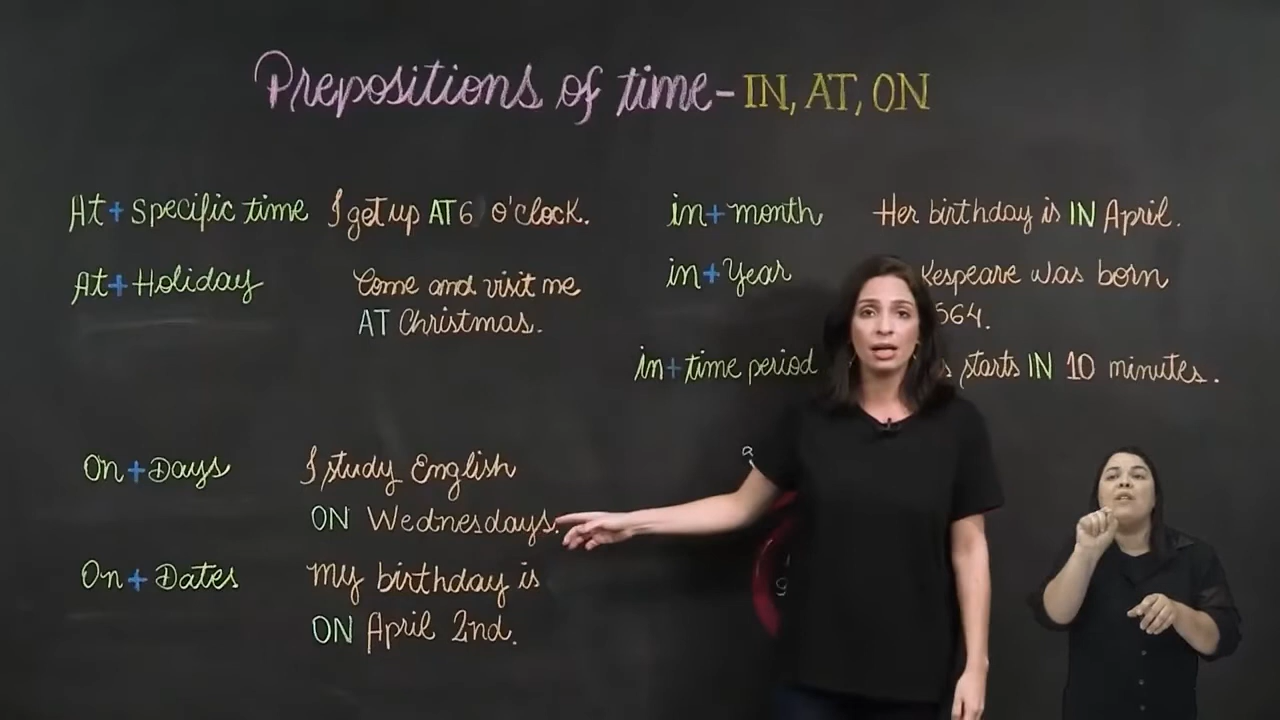 Prepositions of time - IN, AT, ON
At + specific time I get up AT 6 o'clock.
At + Holiday Come and visit me
AT Christmas.
On + Days I study English
ON Wednesdays.
On + Dates My birthday is
ON April 2nd.
in + month Her birthday is IN April.
in + Year was born
564.
in + time period starts IN 10 minutes.